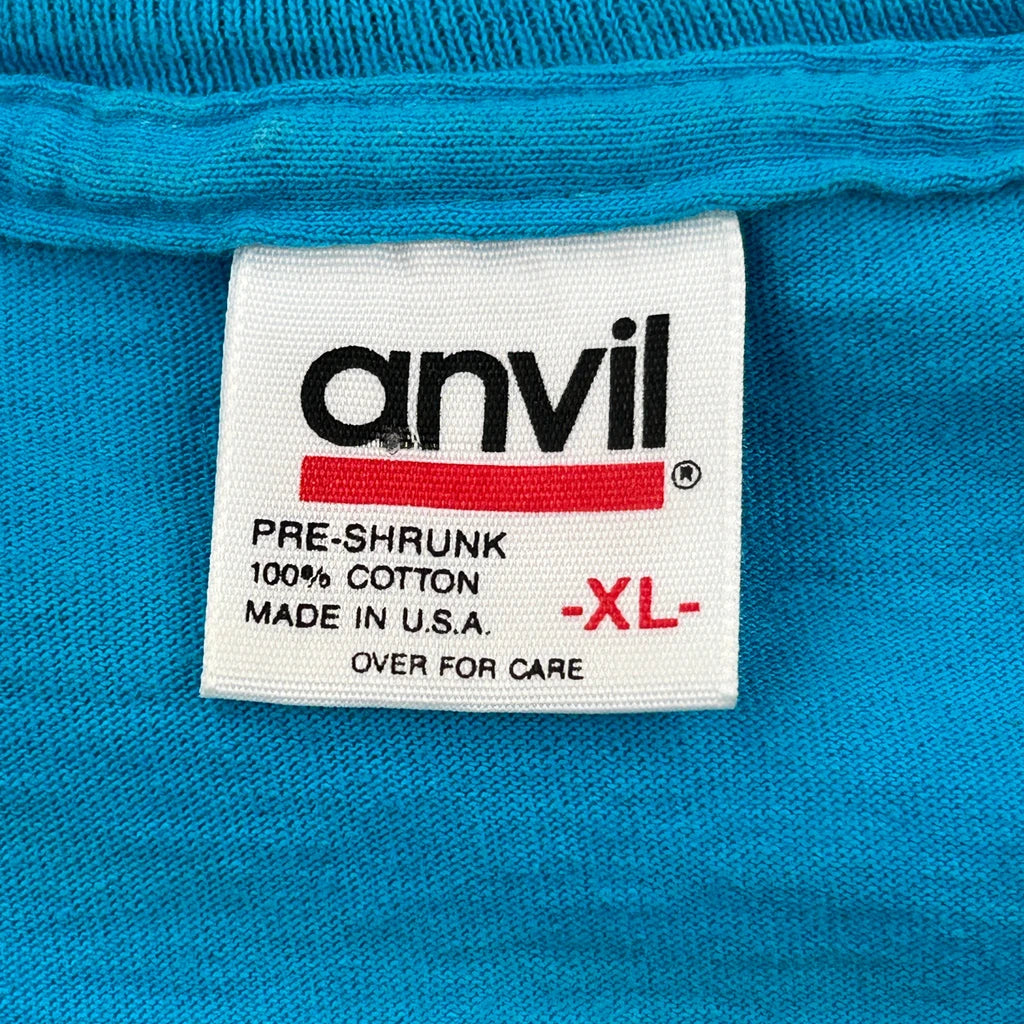 anvil
®
PRE-SHRUNK
100% COTTON
MADE IN U.S.A.
-XL-
OVER FOR CARE